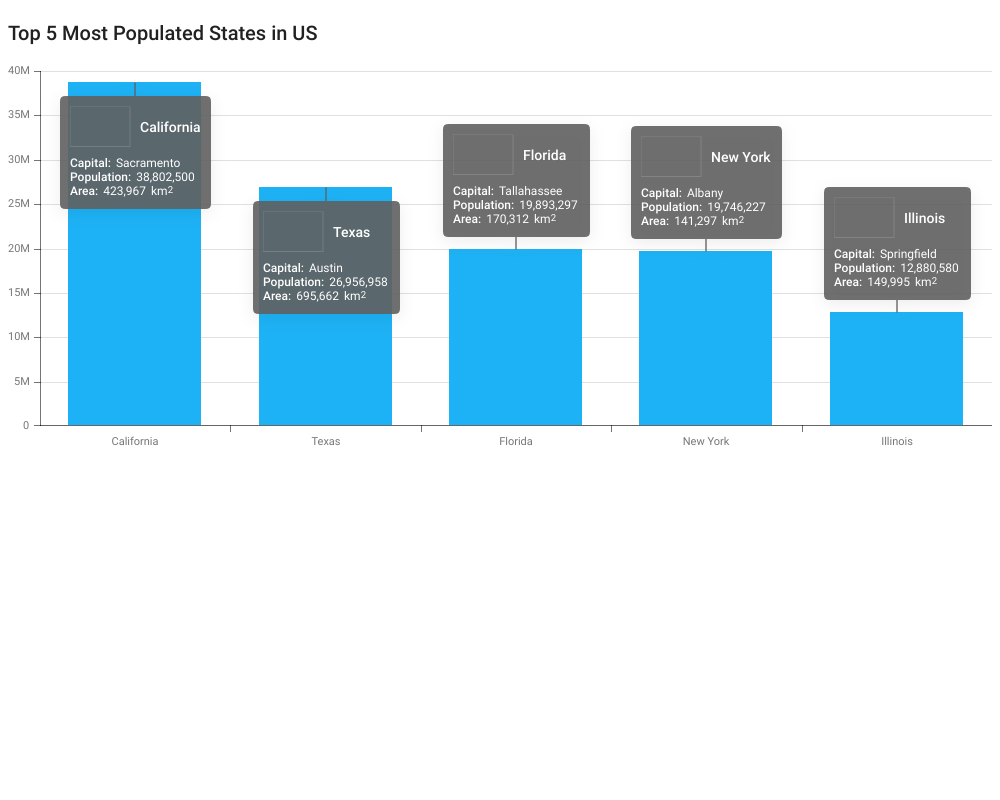 Top 5 Most Populated States in US
40M
35M
30M
25M
20M
15M
10M
5M
0
California
Capital: Sacramento
Population: 38,802,500
Area: 423,967 km2
Texas
Capital: Austin
Population: 26,956,958
Area: 695,662 km2
Florida
Capital: Tallahassee
Population: 19,893,297
Area: 170,312 km2
New York
Capital: Albany
Population: 19,746,227
Area: 141,297 km2
Illinois
Capital: Springfield
Population: 12,880,580
Area: 149,995 km2
California
Texas
Florida
New York
Illinois